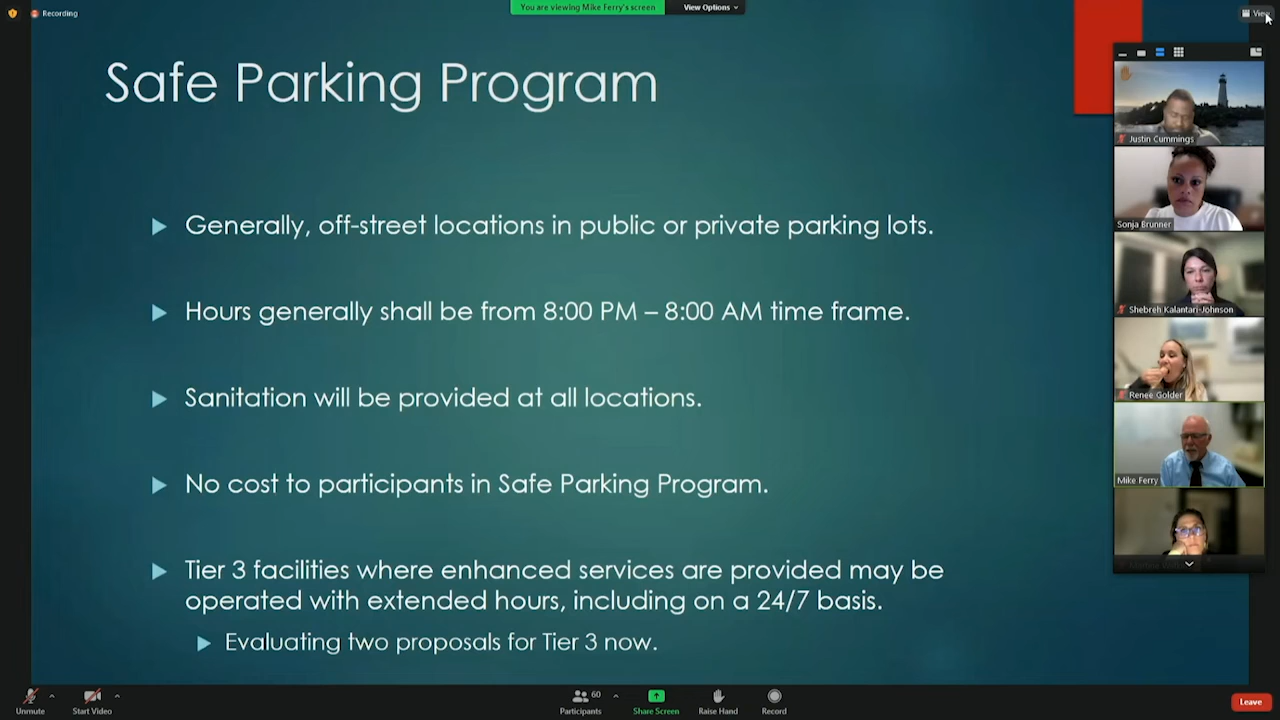 Recording
You are viewing Mike Ferry's screen
View Options
View
Safe Parking Program
Generally, off-street locations in public or private parking lots.
Hours generally shall be from 8:00 PM – 8:00 AM time frame.
Sanitation will be provided at all locations.
No cost to participants in Safe Parking Program.
Tier 3 facilities where enhanced services are provided may be
operated with extended hours, including on a 24/7 basis.
Evaluating two proposals for Tier 3 now.
Justin Cummings
Sonja Brunner
Shebreh Kalantari-Johnson
Renee Golder
Mike Ferry
Unmute
Start Video
60
Participants
Share Screen
Raise Hand
Record
Leave